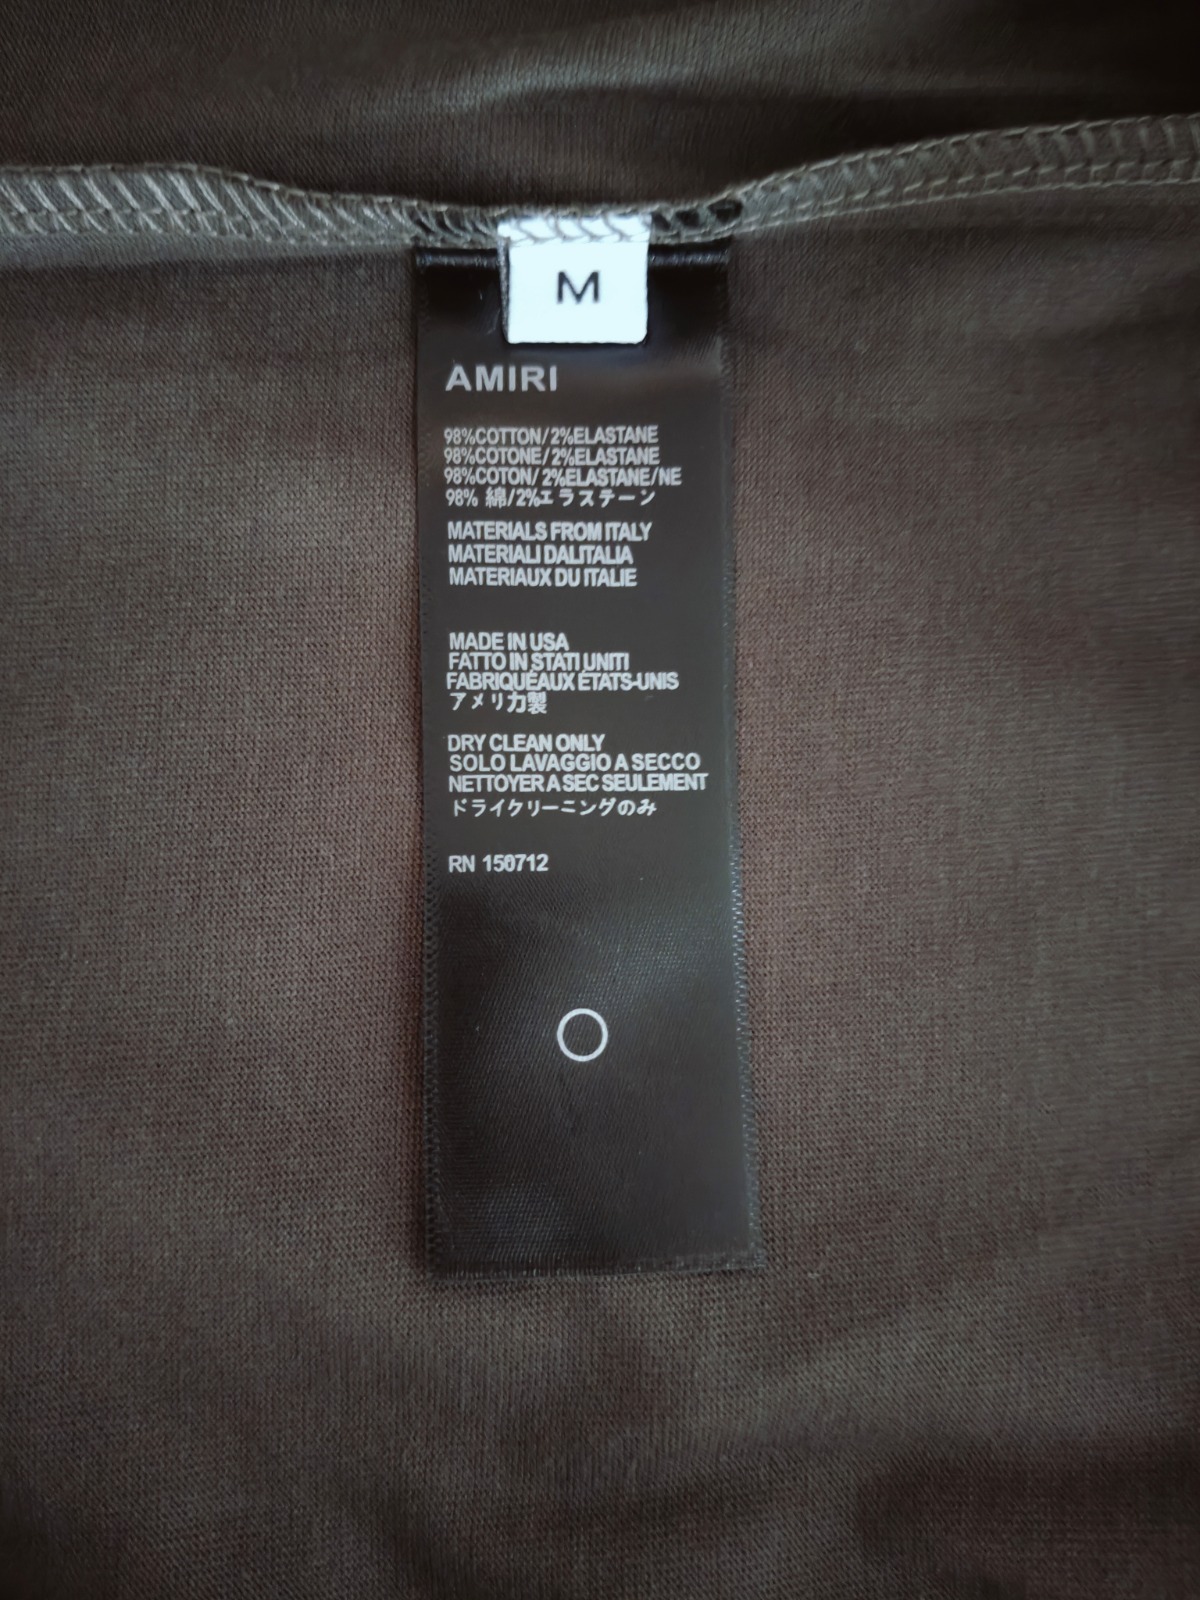 M
AMIRI
98%COTTON/2%ELASTANE
98%COTONE/2%ELASTANE
98%COTON/2%ELASTANE/NE
98% 綿/2%エラステーン
MATERIALS FROM ITALY
MATERIALI DALITALIA
MATERIAUX DU ITALIE
MADE IN USA
FATTO IN STATI UNITI
FABRIQUÉAUX ÉTATS-UNIS
アメリカ製
DRY CLEAN ONLY
SOLO LAVAGGIO A SECCO
NETTOYER A SEC SEULEMENT
ドライクリーニングのみ
RN 150712